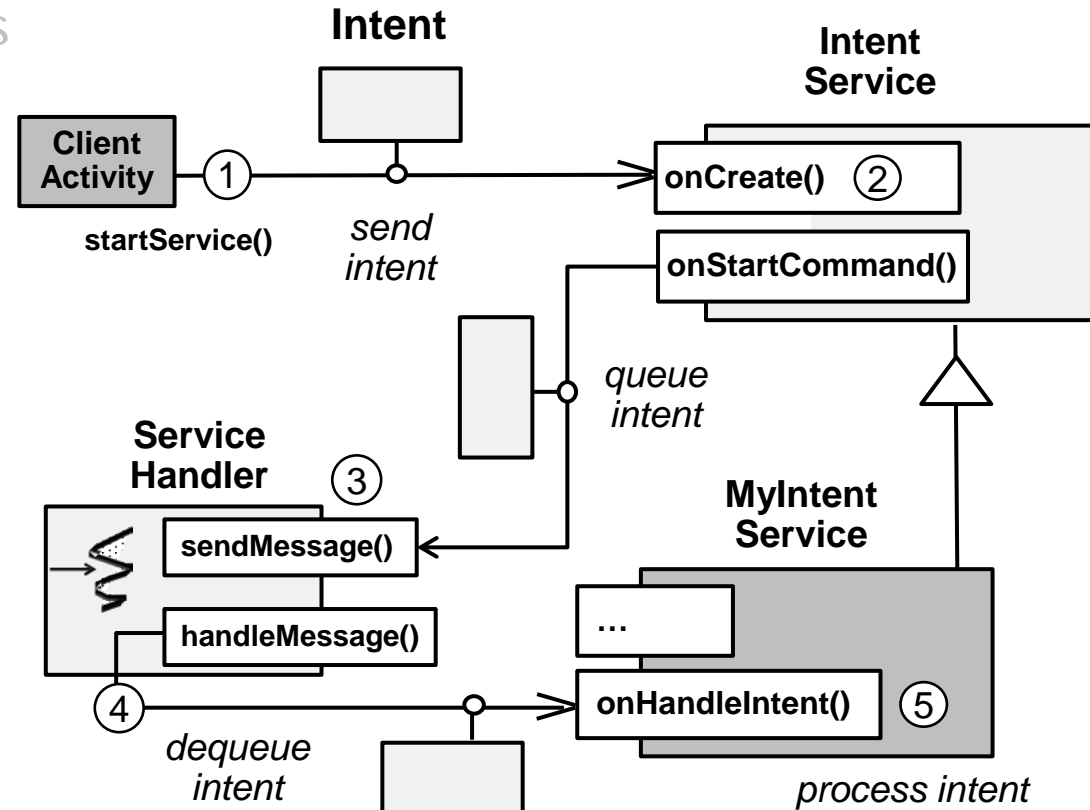 s
Intent
Intent
Service
Client
Activity
1
onCreate()
2
startService()
send
intent
onStartCommand()
queue
intent
Service
Handler
3
MyIntent
Service
sendMessage()
...
handleMessage()
4
onHandleIntent()
5
dequeue
intent
process intent